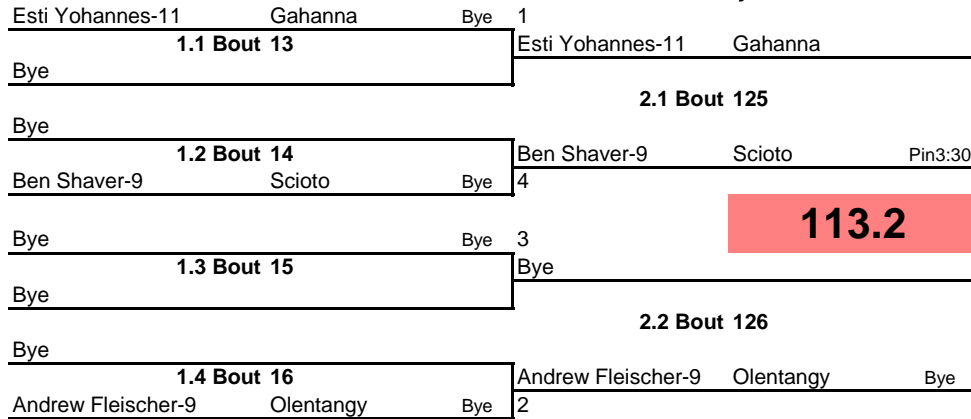 Esti Yohannes-11 Gahanna Bye 1
1.1 Bout 13 Esti Yohannes-11 Gahanna
Bye
2.1 Bout 125
Bye
1.2 Bout 14 Ben Shaver-9 Scioto Pin3:30
Ben Shaver-9 Scioto Bye 4
113.2
Bye Bye 3
1.3 Bout 15 Bye
Bye
2.2 Bout 126
Bye
1.4 Bout 16 Andrew Fleischer-9 Olentangy Bye
Andrew Fleischer-9 Olentangy Bye 2